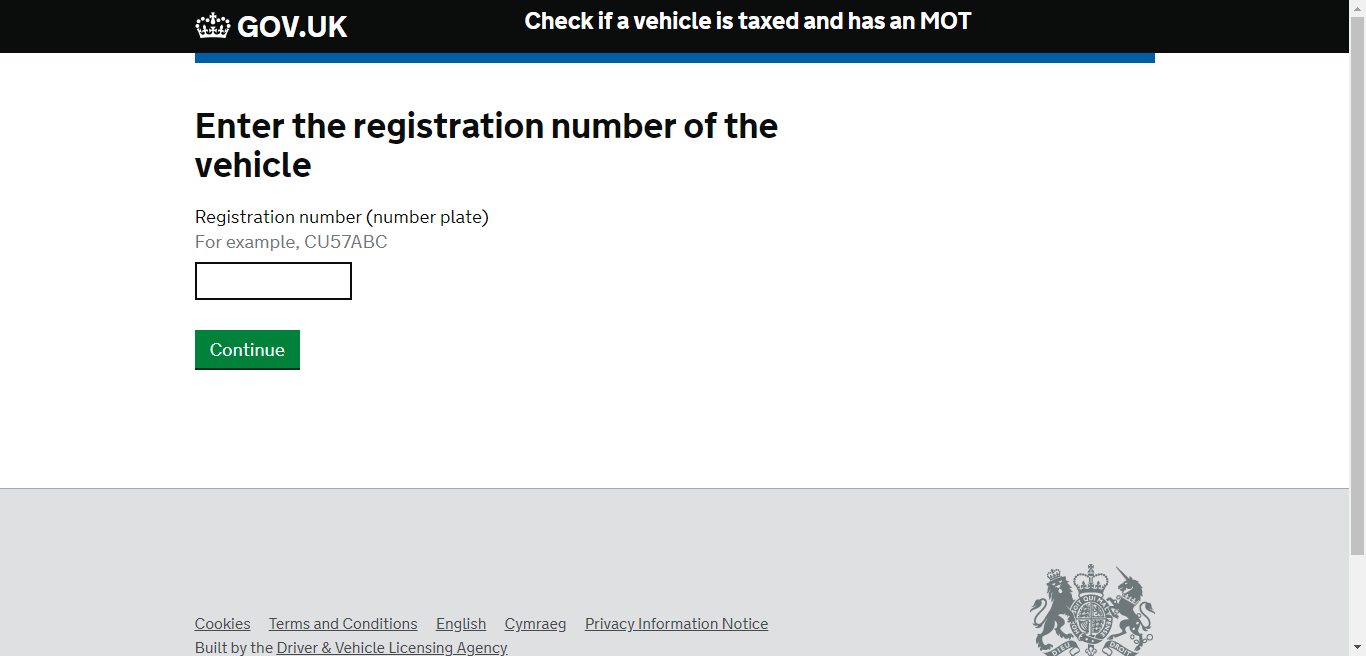 GOV.UK
Check if a vehicle is taxed and has an MOT
Enter the registration number of the
vehicle
Registration number (number plate)
For example, CU57ABC
Continue
Cookies Terms and Conditions English Cymraeg Privacy Information Notice
Built by the Driver & Vehicle Licensing Agency
DIEU
DROIT